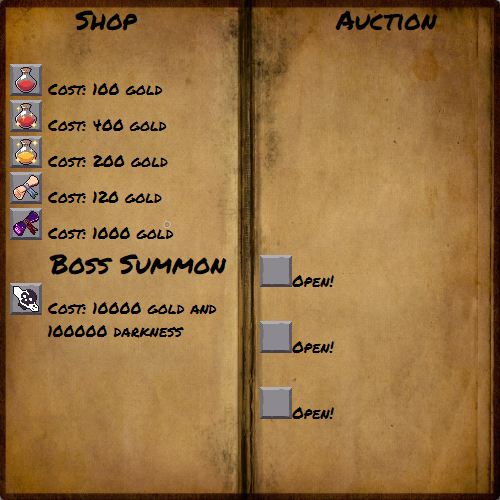 Shop
Cost: 100 gold
Cost: 400 gold
Cost: 200 gold
Cost: 120 gold
Cost: 1000 gold
Boss Summon
Cost: 10000 gold and
100000 darkness
Auction
Open!
Open!
Open!